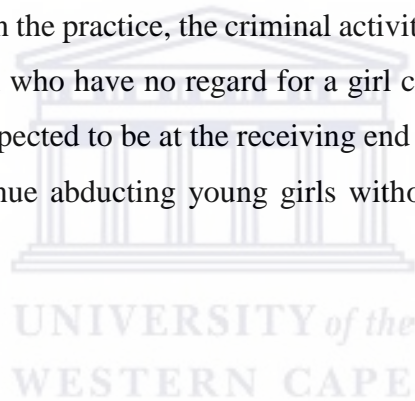 n the practice, the criminal activit
who have no regard for a girl c
pected to be at the receiving end
nue abducting young girls witho
UNIVERSITY of the
WESTERN CAPE